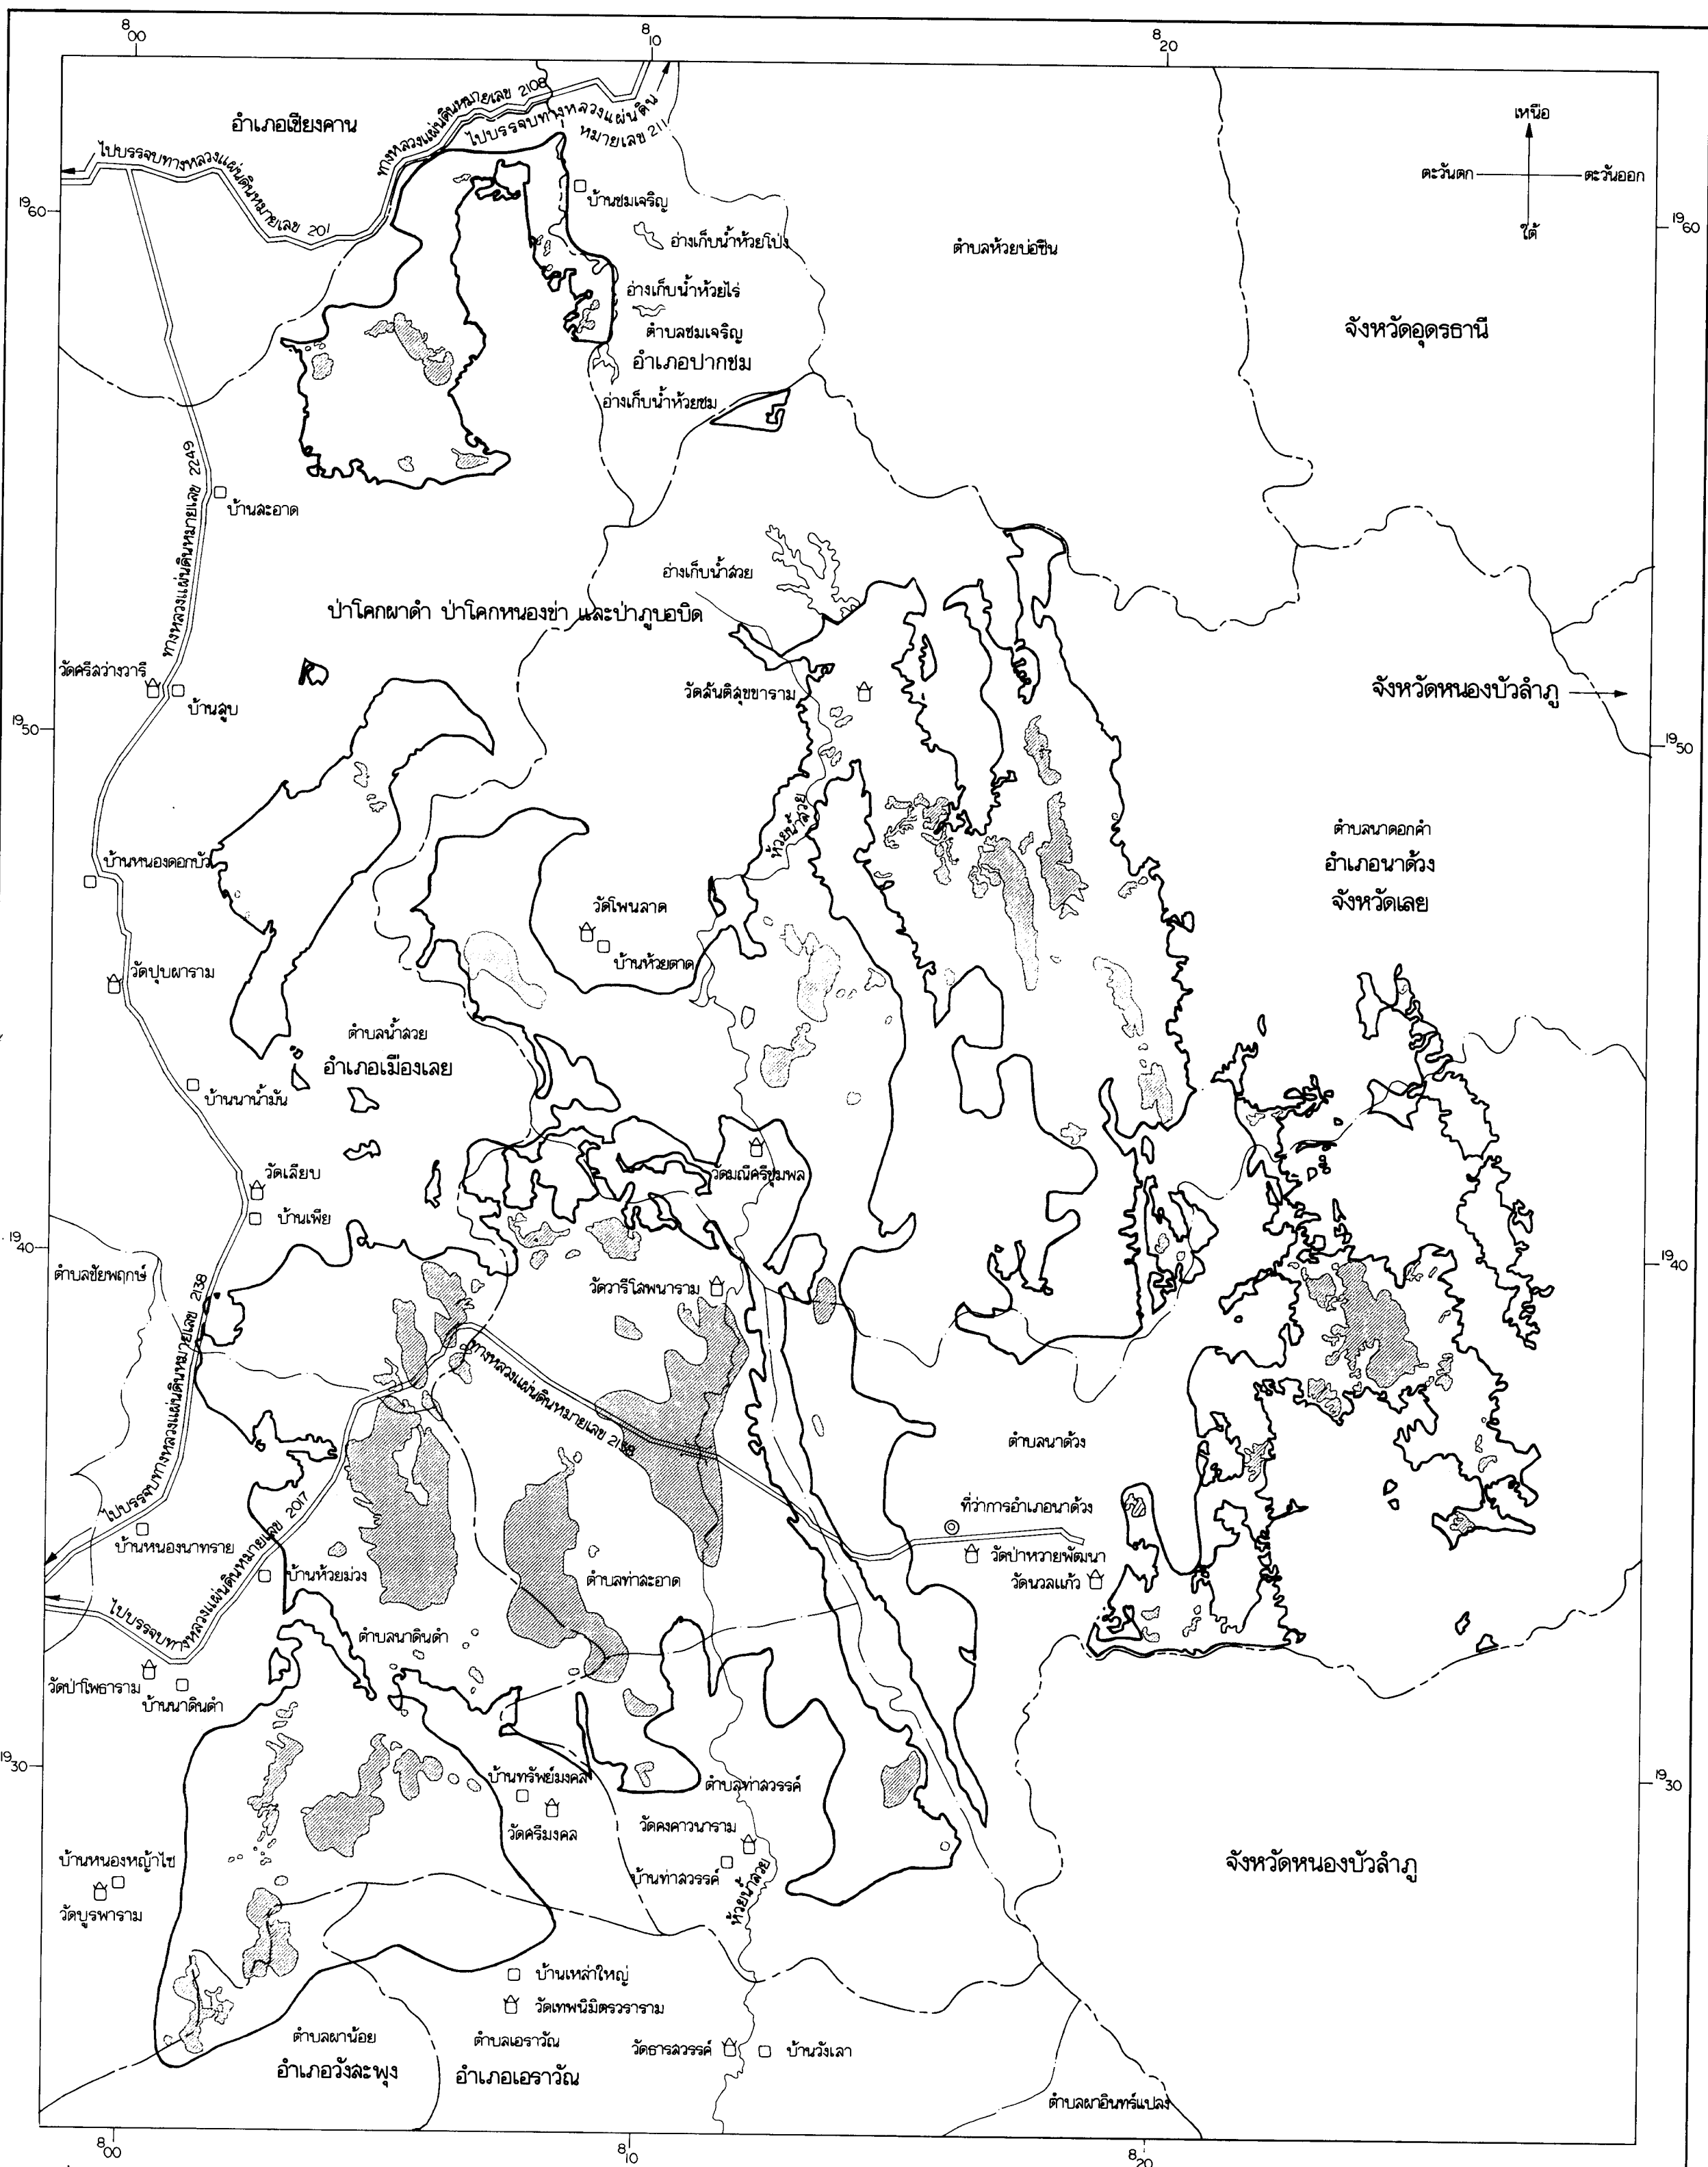 800
810
820
อำเภอเชียงคาน
ทางหลวงแผ่นดินหมายเลข 2108
ไปบรรจบทางหลวงแผ่นดิน
หมายเลข 211
ไปบรรจบทางหลวงแผ่นดินหมายเลข 201
เหนือ
ตะวันตก
ตะวันออก
ใต้
1960
1960
บ้านชมเจริญ
อ่างเก็บน้ำห้วยโป่ง
ตำบลห้วยบ่อซืน
อ่างเก็บน้ำห้วยไร่
ตำบลชมเจริญ
อำเภอปากชม
อ่างเก็บน้ำห้วยชม
จังหวัดอุดรธานี
ทางหลวงแผ่นดินหมายเลข 2249
บ้านสะอาด
อ่างเก็บน้ำสวย
ป่าโคกผาดำ ป่าโคกหนองข่า และป่าภูบอบิด
วัดศรีสว่างวารี
บ้านสูบ
วัดสันติสุขขาราม
จังหวัดหนองบัวลำภู
1950
1950
ห้วยน้ำสวย
ตำบลนาดอกคำ
อำเภอนาด้วง
จังหวัดเลย
บ้านหนองดอกบัว
วัดโพนลาด
บ้านห้วยตาด
วัดปุบผาราม
ตำบลน้ำสวย
อำเภอเมืองเลย
บ้านนาน้ำมัน
วัดมณีศรีชุมพล
วัดเลียบ
บ้านเพีย
1940
1940
ตำบลชัยพฤกษ์
วัดวารีโสพนาราม
ไปบรรจบทางหลวงแผ่นดินหมายเลข 2138
ทางหลวงแผ่นดินหมายเลข 2138
ตำบลนาด้วง
ที่ว่าการอำเภอนาด้วง
ไปบรรจบทางหลวงแผ่นดินหมายเลข 2017
บ้านหนองนาทราย
บ้านห้วยม่วง
ตำบลท่าสะอาด
วัดป่าหวายพัฒนา
วัดนวลแก้ว
ตำบลนาดินดำ
วัดป่าโพธาราม
บ้านนาดินดำ
1930
1930
บ้านทรัพย์มงคล
วัดศรีมงคล
ตำบลท่าสวรรค์
วัดคงคาวนาราม
บ้านท่าสวรรค์
ห้วยน้ำสวย
บ้านหนองหญ้าไซ
วัดบูรพาราม
จังหวัดหนองบัวลำภู
บ้านเหล่าใหญ่
วัดเทพนิมิตรวราราม
ตำบลผาน้อย
อำเภอวังสะพุง
ตำบลเอราวัณ
อำเภอเอราวัณ
วัดธารสวรรค์
บ้านวังเลา
ตำบลผาอินทร์แปลง
800
810
820